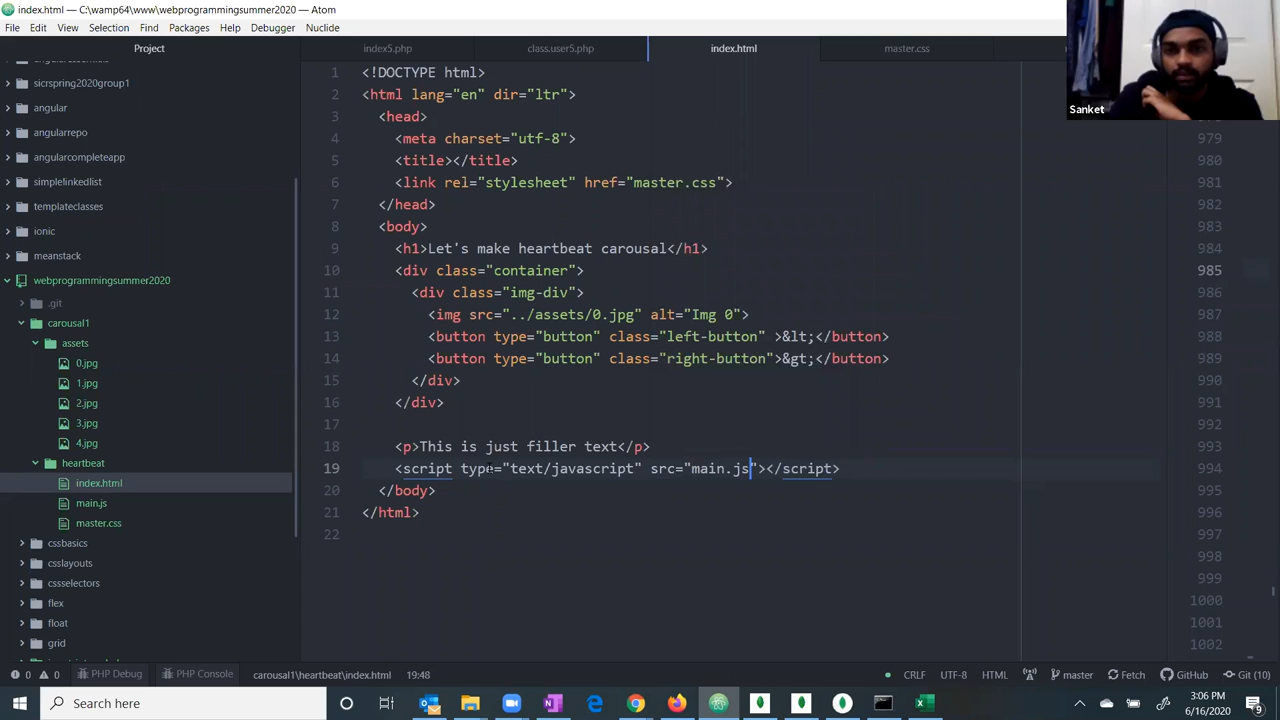 index.html — C:\wamp64\www\webprogrammingsummer2020 — Atom
File Edit View Selection Find Packages Help Debugger Nuclide
Project
index5.php
class.user5.php
index.html
master.css
sicrspring2020group1
angular
angularrepo
angularcompleteapp
simplelinkedlist
templateclasses
ionic
meanstack
webprogrammingsummer2020
.git
carousal1
assets
0.jpg
1.jpg
2.jpg
3.jpg
4.jpg
heartbeat
index.html
main.js
master.css
cssbasics
csslayouts
cssselectors
flex
float
grid
1 <!DOCTYPE html>
2 <html lang="en" dir="ltr">
3 <head>
4 <meta charset="utf-8">
5 <title></title>
6 <link rel="stylesheet" href="master.css">
7 </head>
8 <body>
9 <h1>Let's make heartbeat carousal</h1>
10 <div class="container">
11 <div class="img-div">
12 <img src="../assets/0.jpg" alt="Img 0">
13 <button type="button" class="left-button" >&lt;</button>
14 <button type="button" class="right-button">&gt;</button>
15 </div>
16 </div>
17
18 <p>This is just filler text</p>
19 <script type="text/javascript" src="main.js"></script>
20 </body>
21 </html>
22
Sanket
979
980
981
982
983
984
985
986
987
988
989
990
991
992
993
994
995
996
997
998
999
1000
1001
1002
0 0 PHP Debug PHP Console carousal1\heartbeat\index.html 19:48 CRLF UTF-8 HTML master Fetch GitHub Git (10)
Search here
3:06 PM
6/16/2020
9